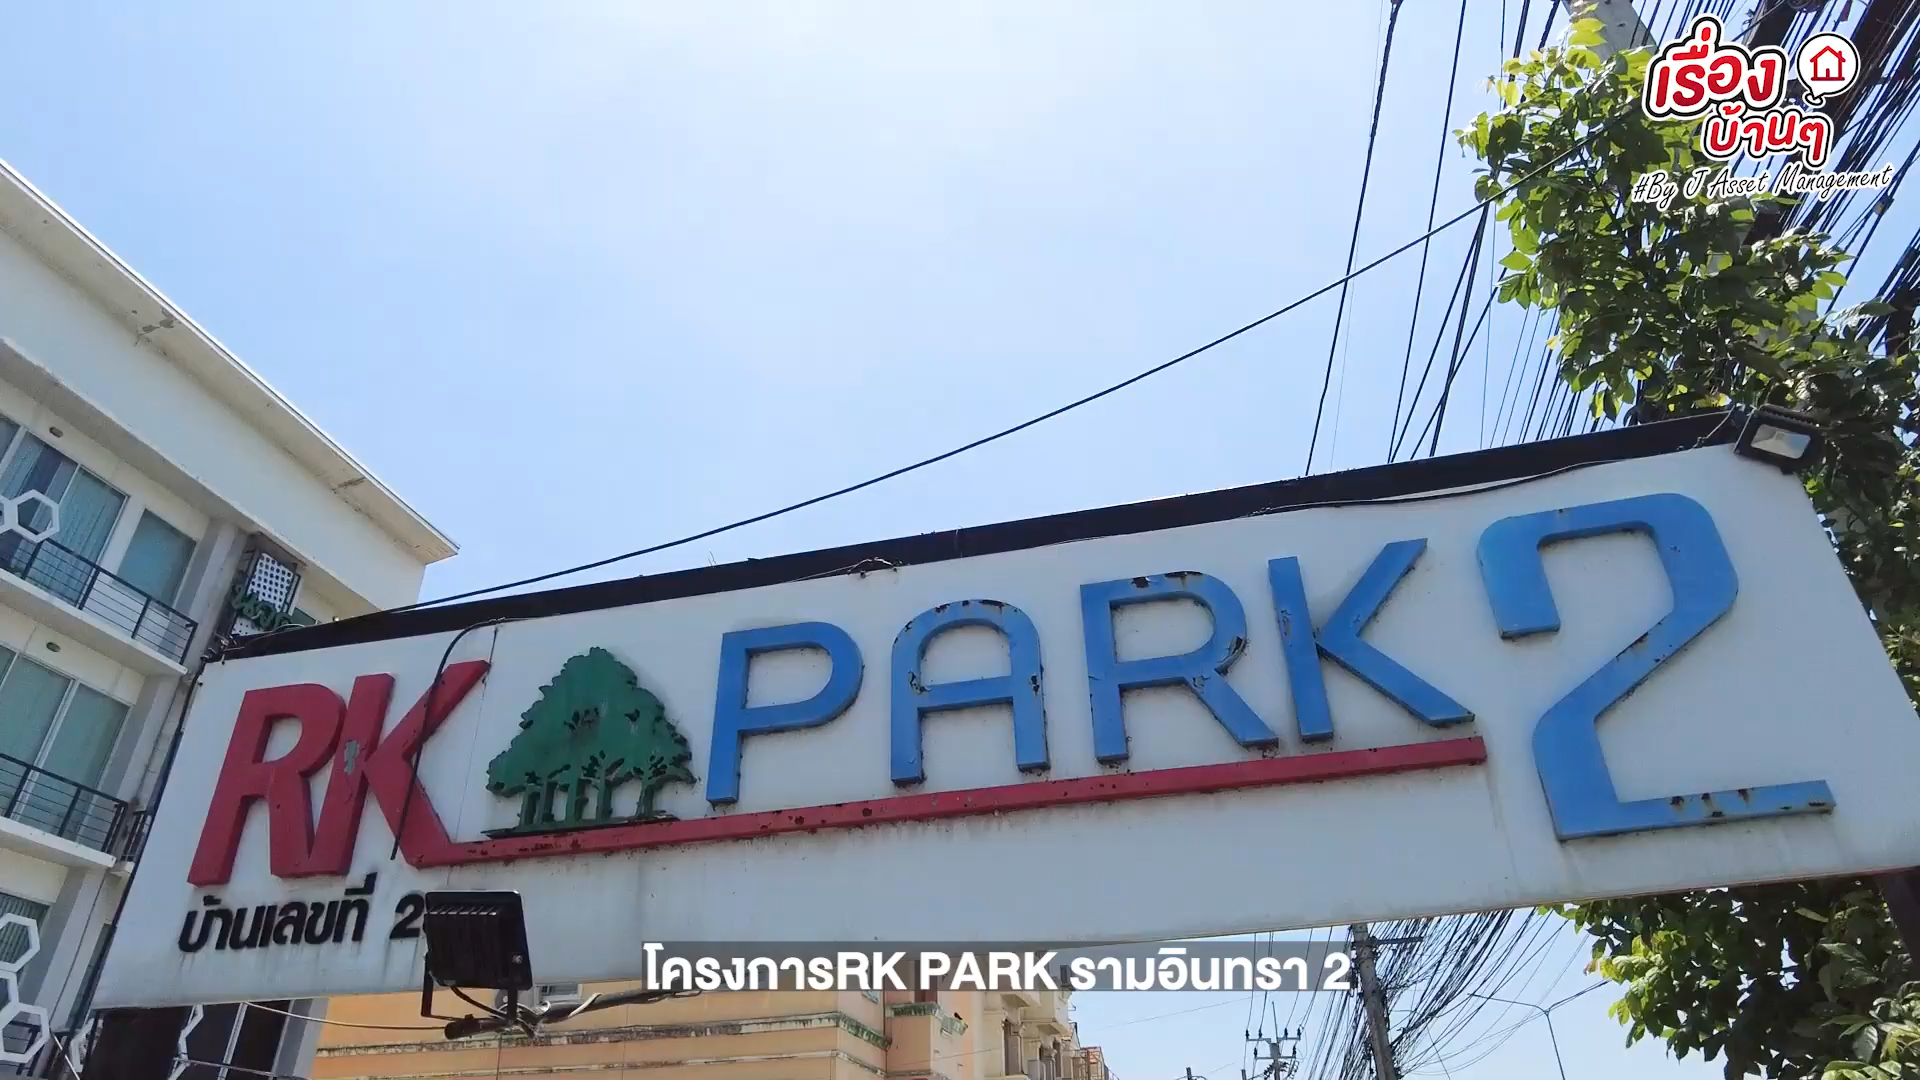 เรื่อง
บ้านๆ
#By J Asset Management
RK PARK 2
บ้านเลขที่
โครงการRK PARK รามอินทรา 2